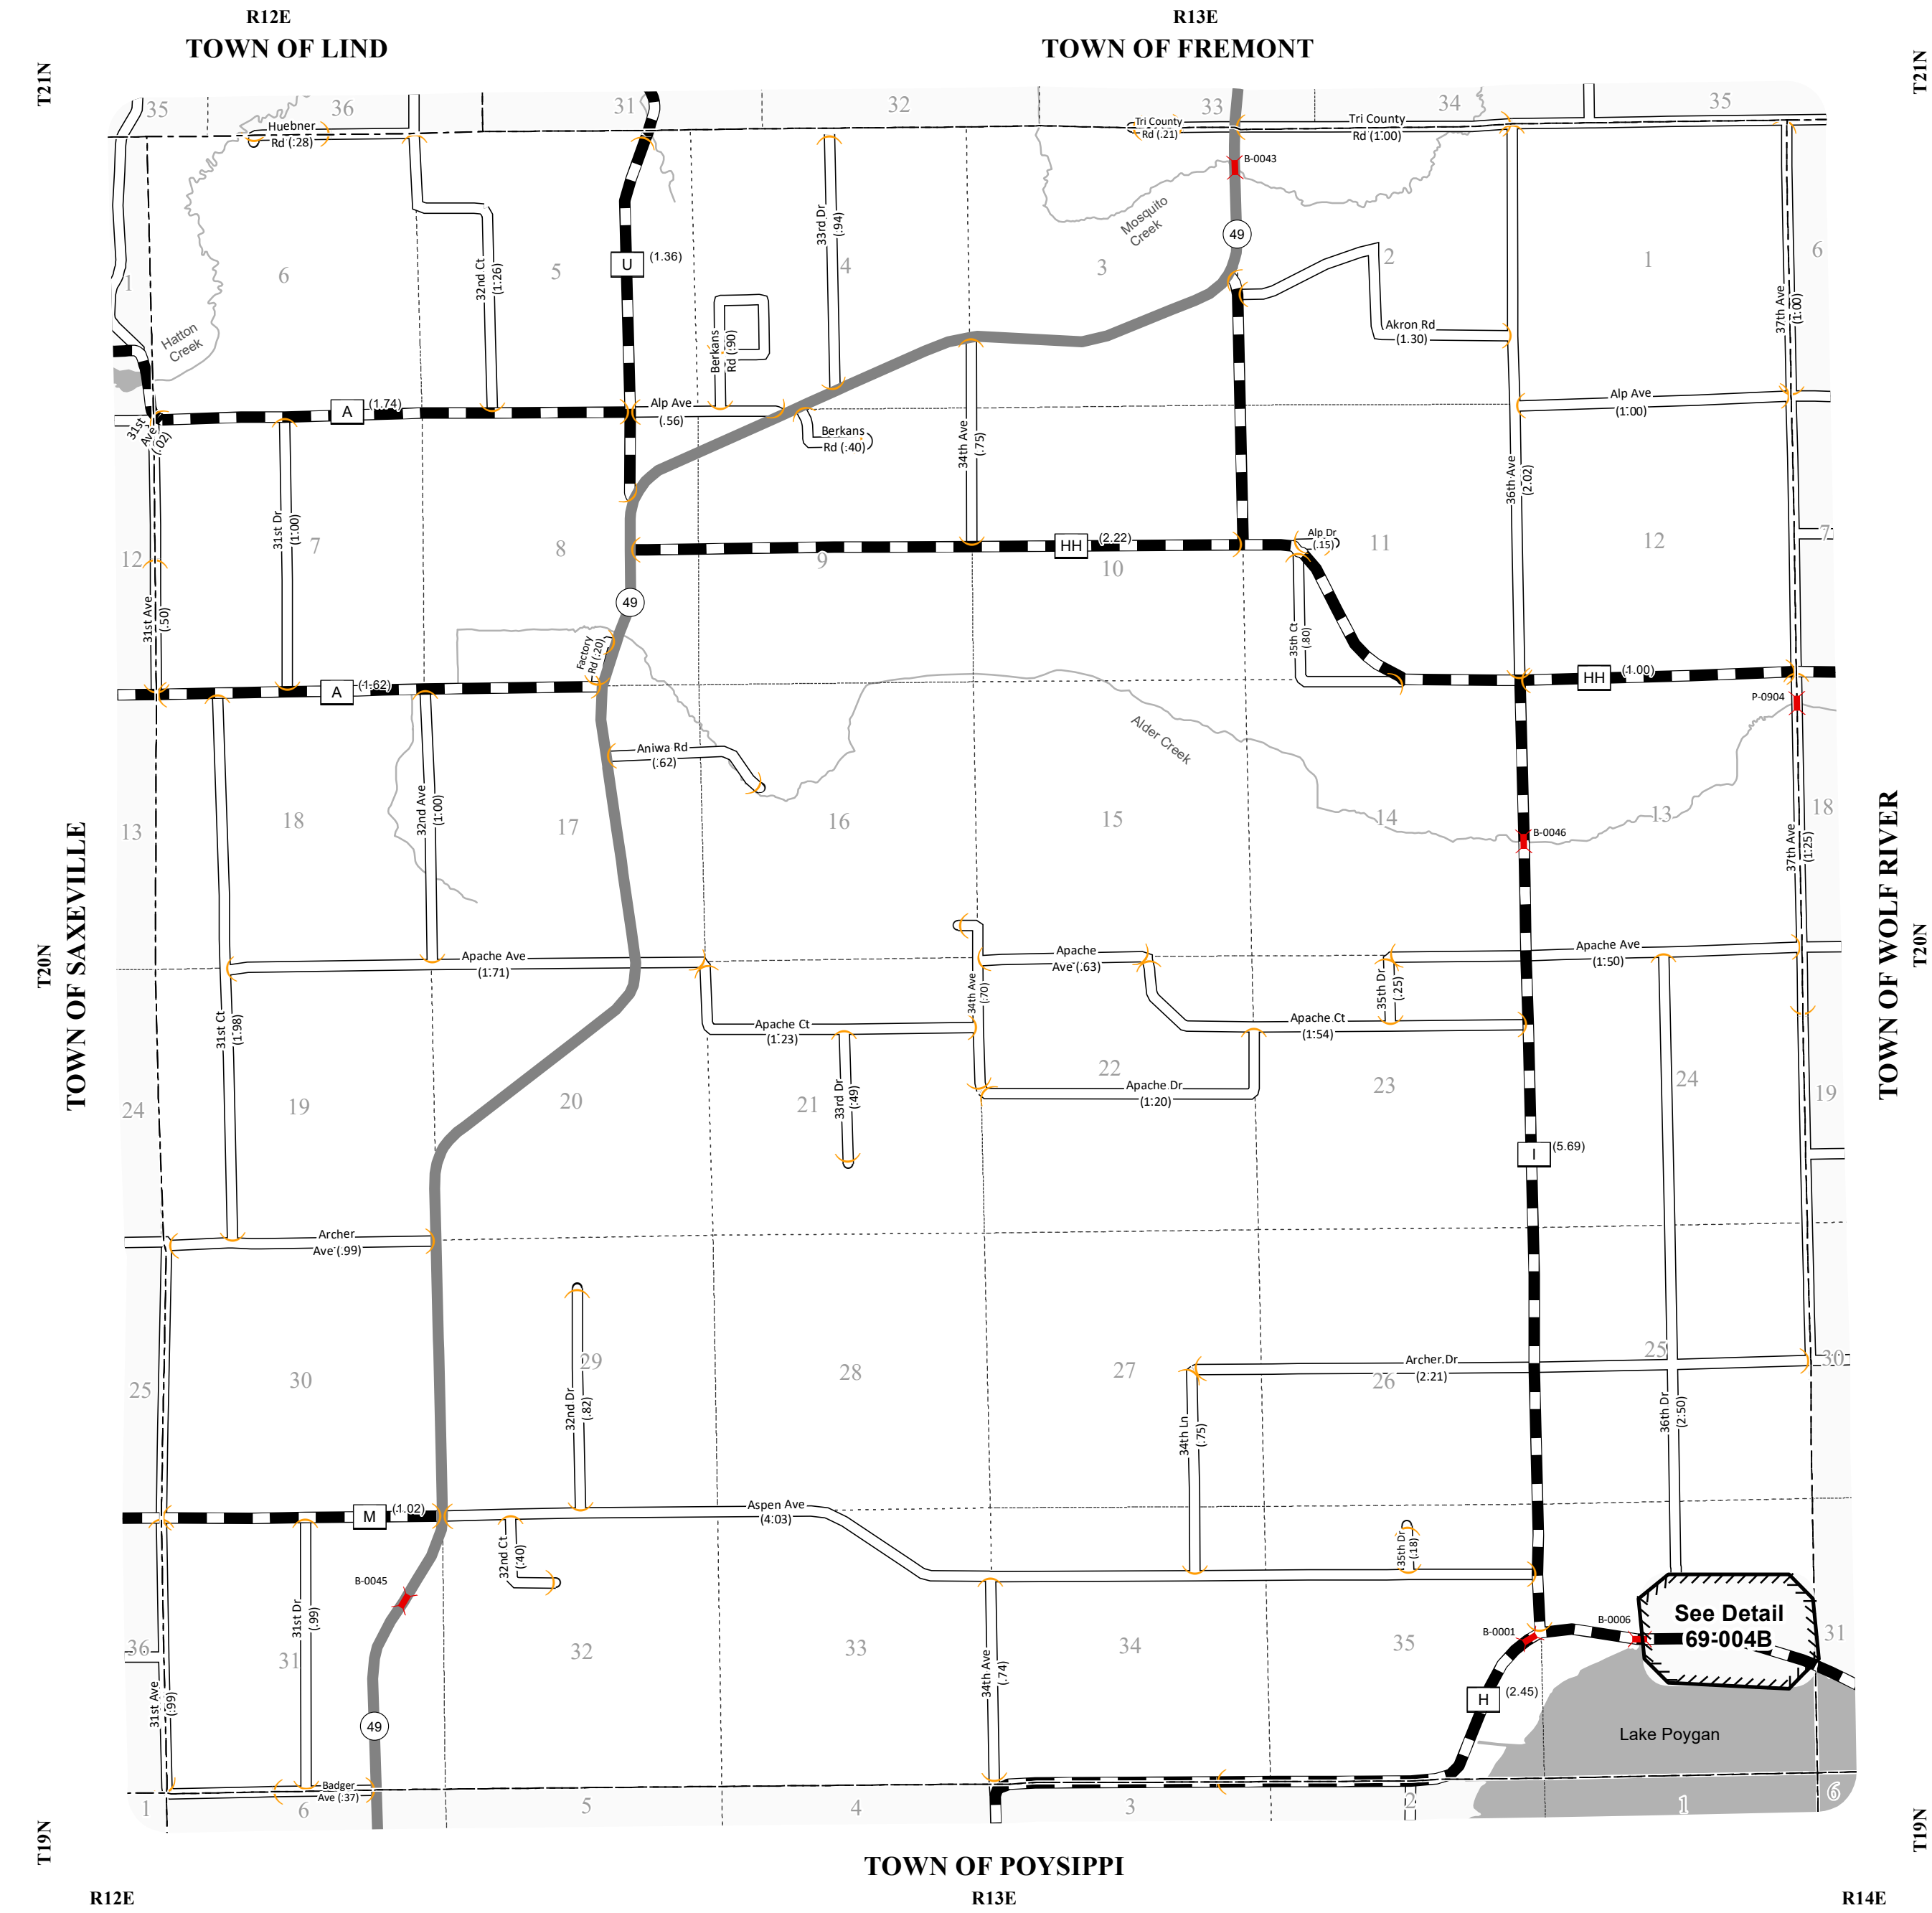 R12E
R13E
TOWN OF LIND
TOWN OF FREMONT
T21N
T21N
35
36
31
32
33
34
35
Huebner
Rd (.28)
Tri County
Rd (.21)
Tri County
Rd (1.00)
B-0043
Mosquito
Creek
49
33rd Dr
(.94)
32nd Ct
(1.26)
U
(1.36)
1
6
5
4
3
2
1
6
37th Ave
(1.00)
Hatton
Creek
Berkans
Rd (.90)
Akron Rd
(1.30)
A
(1.74)
Alp Ave
(.56)
Alp Ave
(1.00)
31st
Ave
(.02)
Berkans
Rd (.40)
34th Ave
(.75)
36th Ave
(2.02)
31st Dr
(1.00)
12
7
8
9
HH
(2.22)
10
Alp Dr
(.15)
11
12
7
49
31st Ave
(.50)
Factory
Rd (.20)
35th Ct
(.80)
A
(1.62)
HH
(1.00)
P-0904
Aniwa Rd
(.62)
Alder Creek
32nd Ave
(1.00)
13
18
17
16
15
14
13
18
B-0046
37th Ave
(1.25)
TOWN OF SAXEVILLE
TOWN OF WOLF RIVER
T20N
T20N
Apache Ave
(1.71)
Apache
Ave (.63)
Apache Ave
(1.50)
34th Ave
(.70)
35th Dr
(.25)
31st Ct
(1.98)
Apache Ct
(1.23)
Apache Ct
(1.54)
33rd Dr
(.49)
Apache Dr
(1.20)
24
19
20
21
22
23
24
19
I
(5.69)
Archer
Ave (.99)
25
30
29
28
27
26
25
30
Archer Dr
(2.21)
32nd Dr
(.82)
34th Ln
(.75)
36th Dr
(2.50)
M
(1.02)
Aspen Ave
(4.03)
32nd Ct
(.40)
35th Dr
(.18)
B-0045
31st Dr
(.99)
See Detail
69-004B
B-0006
B-0001
36
31
32
33
34
35
31
31st Ave
(.99)
34th Ave
(.74)
H
(2.45)
49
Lake Poygan
Badger
Ave (.37)
1
6
5
4
3
2
1
6
T19N
T19N
TOWN OF POYSIPPI
R12E
R13E
R14E